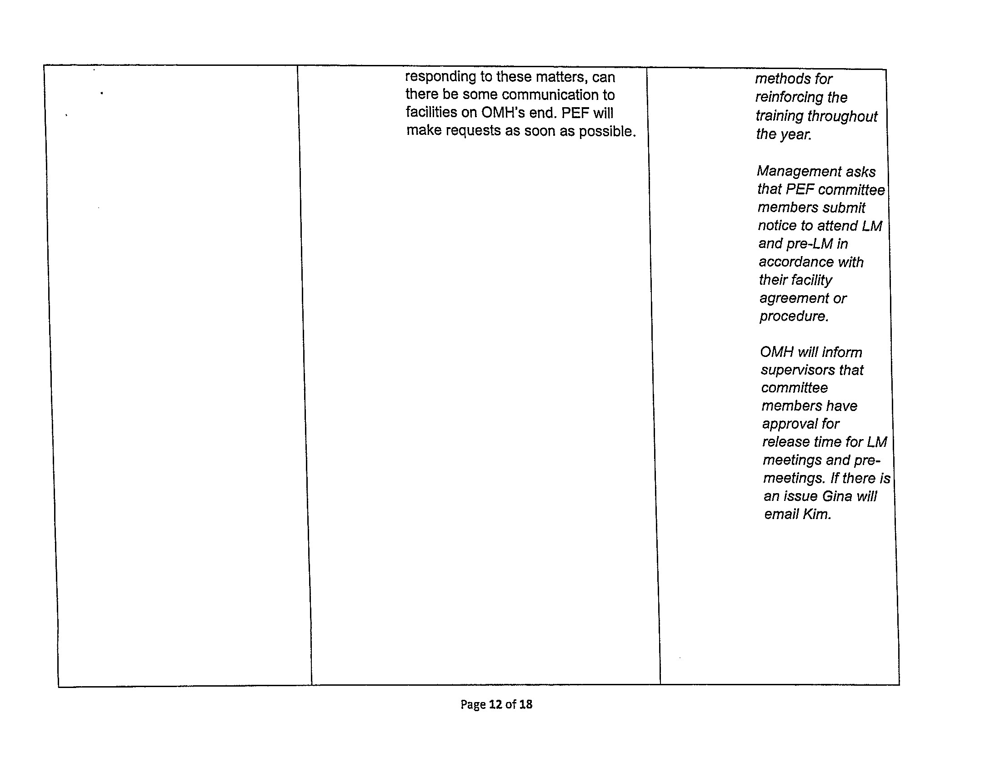 responding to these matters, can
there be some communication to
facilities on OMH's end. PEF will
make requests as soon as possible.
methods for
reinforcing the
training throughout
the year.
Management asks
that PEF committee
members submit
notice to attend LM
and pre-LM in
accordance with
their facility
agreement or
procedure.
OMH will inform
supervisors that
committee
members have
approval for
release time for LM
meetings and pre-
meetings. If there is
an issue Gina will
email Kim.
Page 12 of 18